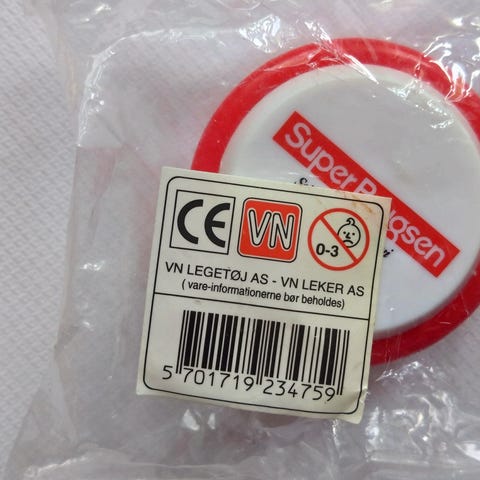 Super Brugsen
CE VN
0-3
VN LEGETØJ AS - VN LEKER AS
( vare-informationerne bør beholdes)
5 701719 234759